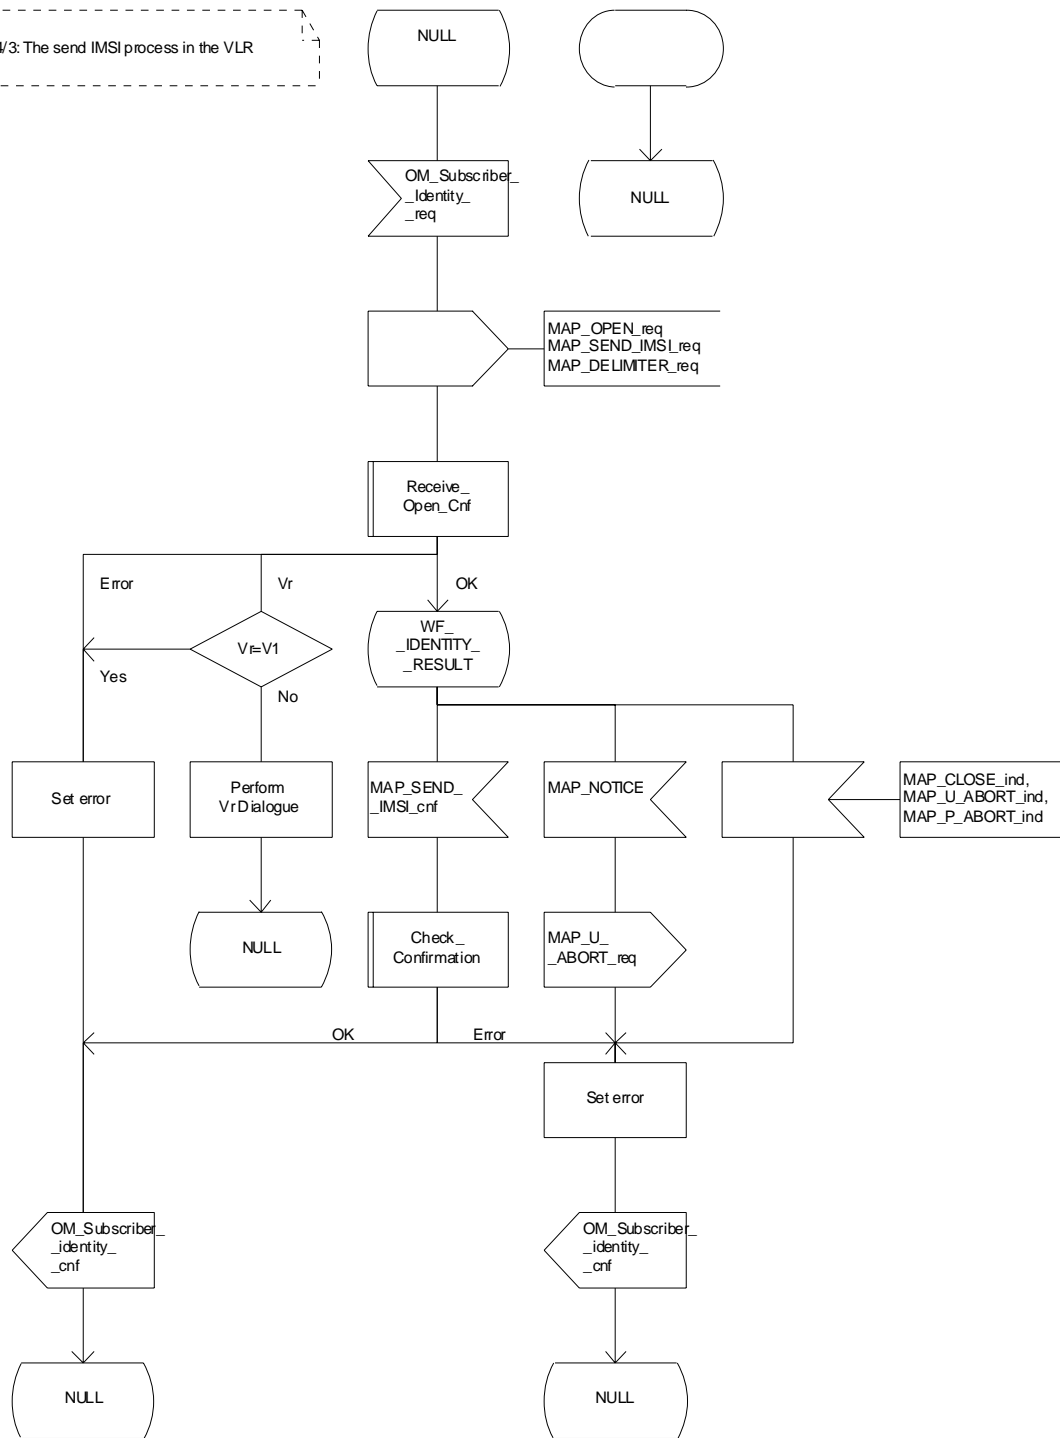 4/3: The send IMSI process in the VLR
NULL
OM_Subscriber_
_Identity_
_req
NULL
MAP_OPEN_req
MAP_SEND_IMSI_req
MAP_DELIMITER_req
Receive_
Open_Cnf
Error
Vr
OK
Vr=V1
WF_
_IDENTITY_
_RESULT
Yes
No
Set error
Perform
Vr Dialogue
MAP_SEND_
_IMSI_cnf
MAP_NOTICE
MAP_CLOSE_ind,
MAP_U_ABORT_ind,
MAP_P_ABORT_ind
NULL
Check_
Confirmation
MAP_U_
_ABORT_req
OK
Error
Set error
OM_Subscriber_
_identity_
_cnf
OM_Subscriber_
_identity_
_cnf
NULL
NULL